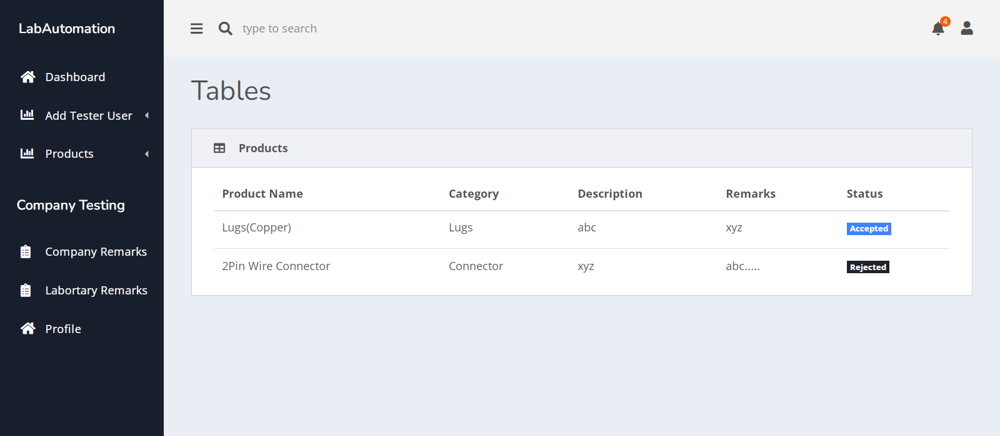 LabAutomation
type to search
4
Dashboard
Add Tester User
Products
Company Testing
Company Remarks
Labortary Remarks
Profile
Tables
Products
Product Name Category Description Remarks Status
Lugs(Copper) Lugs abc xyz Accepted
2Pin Wire Connector Connector xyz abc..... Rejected